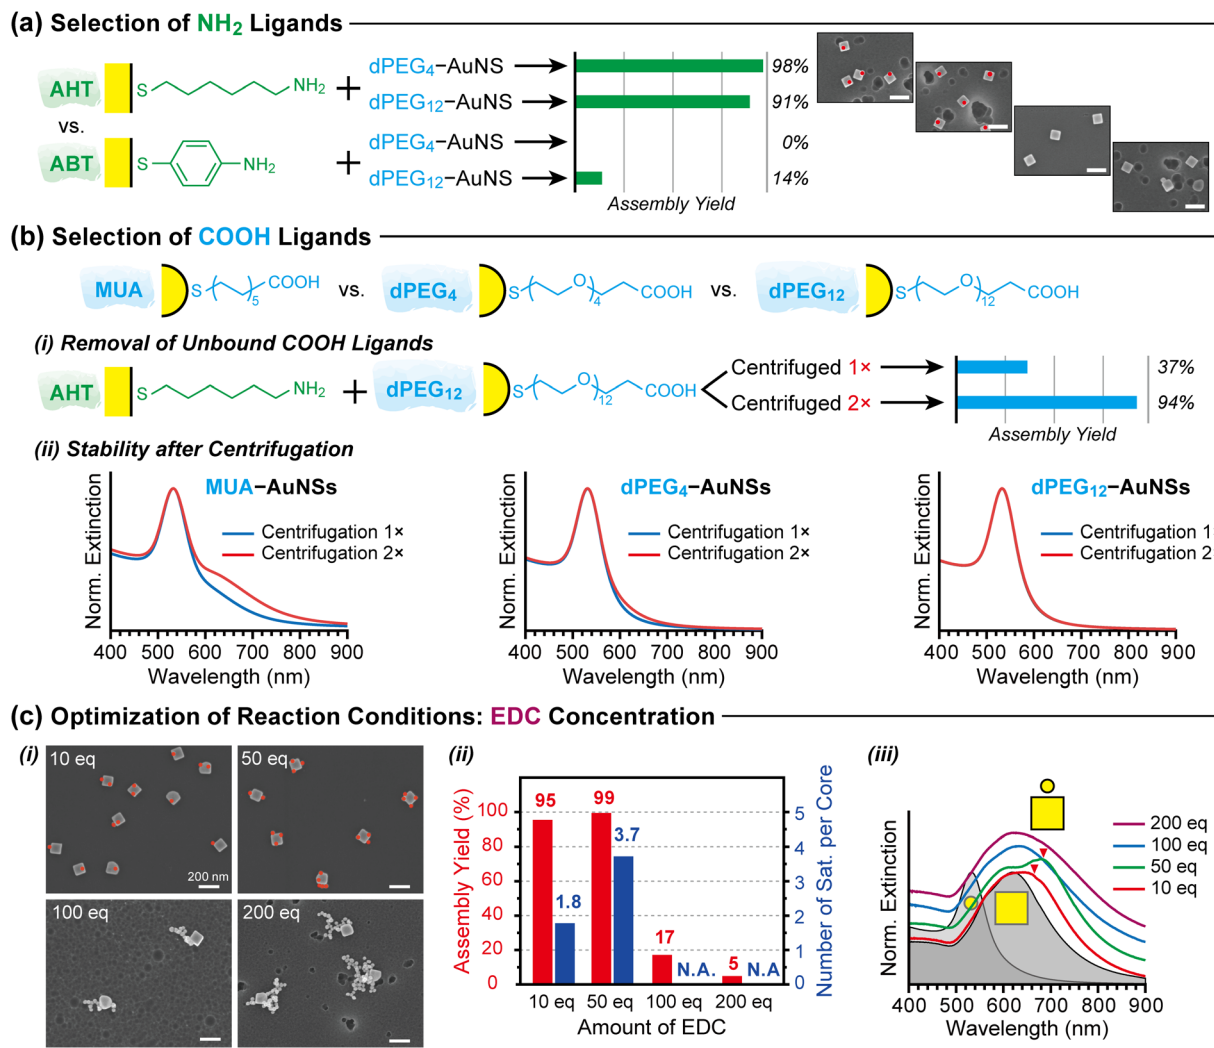 (a) Selection of NH2 Ligands
AHT
S
NH2
+
dPEG4–AuNS
98%
dPEG12–AuNS
91%
vs.
ABT
S
NH2
+
dPEG4–AuNS
0%
dPEG12–AuNS
14%
Assembly Yield
(b) Selection of COOH Ligands
MUA
S
COOH
5
vs.
dPEG4
S
O
4
COOH
vs.
dPEG12
S
O
12
COOH
(i) Removal of Unbound COOH Ligands
AHT
S
NH2
+
dPEG12
S
O
12
COOH
Centrifuged 1×
37%
Centrifuged 2×
94%
Assembly Yield
(ii) Stability after Centrifugation
Norm. Extinction
MUA–AuNSs
Centrifugation 1×
Centrifugation 2×
400 500 600 700 800 900
Wavelength (nm)
Norm. Extinction
dPEG4–AuNSs
Centrifugation 1×
Centrifugation 2×
400 500 600 700 800 900
Wavelength (nm)
Norm. Extinction
dPEG12–AuNSs
Centrifugation 1
Centrifugation 2
400 500 600 700 800 900
Wavelength (nm)
(c) Optimization of Reaction Conditions: EDC Concentration
(i)
10 eq
200 nm
50 eq
100 eq
200 eq
(ii)
Assembly Yield (%)
100
80
60
40
20
0
95
1.8
99
3.7
17
N.A.
5
N.A
5
4
3
2
1
0
Number of Sat. per Core
10 eq 50 eq 100 eq 200 eq
Amount of EDC
(iii)
Norm. Extinction
200 eq
100 eq
50 eq
10 eq
400 500 600 700 800 900
Wavelength (nm)